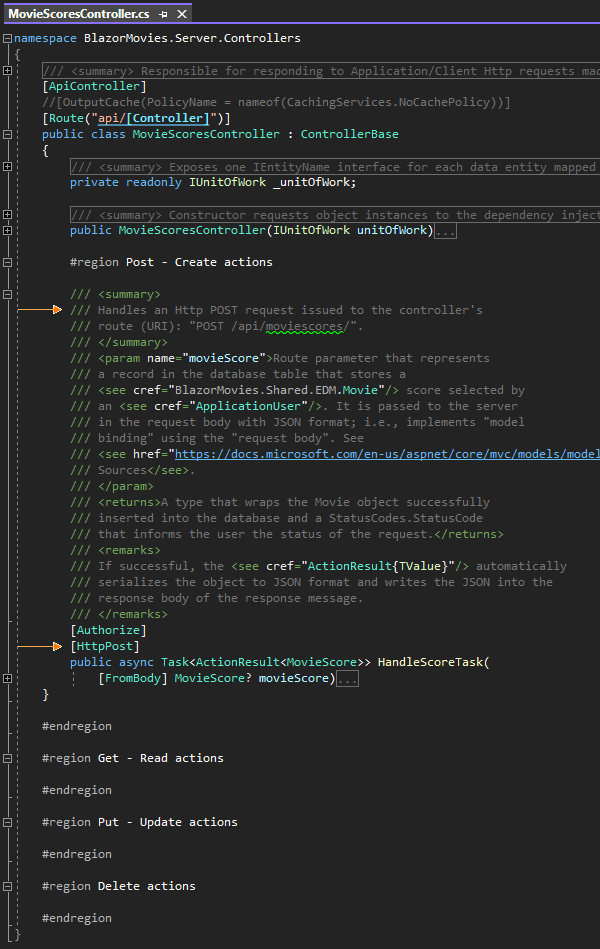 MovieScoresController.cs
namespace BlazorMovies.Server.Controllers
{
/// <summary> Responsible for responding to Application/Client Http requests mad
[ApiController]
//[OutputCache(PolicyName = nameof(CachingServices.NoCachePolicy))]
[Route("api/[Controller]")]
public class MovieScoresController : ControllerBase
{
/// <summary> Exposes one IEntityName interface for each data entity mapped
private readonly IUnitOfWork _unitOfWork;
/// <summary> Constructor requests object instances to the dependency inject
public MovieScoresController(IUnitOfWork unitOfWork)...
#region Post - Create actions
/// <summary>
/// Handles an Http POST request issued to the controller's
/// route (URI): "POST /api/moviescores/".
/// </summary>
/// <param name="movieScore">Route parameter that represents
/// a record in the database table that stores a
/// <see cref="BlazorMovies.Shared.EDM.Movie"/> score selected by
/// an <see cref="ApplicationUser"/>. It is passed to the server
/// in the request body with JSON format; i.e., implements "model
/// binding" using the "request body". See
/// <see href="https://docs.microsoft.com/en-us/aspnet/core/mvc/models/model
/// Sources</see>.
/// </param>
/// <returns>A type that wraps the Movie object successfully
/// inserted into the database and a StatusCodes.StatusCode
/// that informs the user the status of the request.</returns>
/// <remarks>
/// If successful, the <see cref="ActionResult{TValue}"/> automatically
/// serializes the object to JSON format and writes the JSON into the
/// response body of the response message.
/// </remarks>
[Authorize]
[HttpPost]
public async Task<ActionResult<MovieScore>> HandleScoreTask(
[FromBody] MovieScore? movieScore)...
}
#endregion
#region Get - Read actions
#endregion
#region Put - Update actions
#endregion
#region Delete actions
#endregion
}